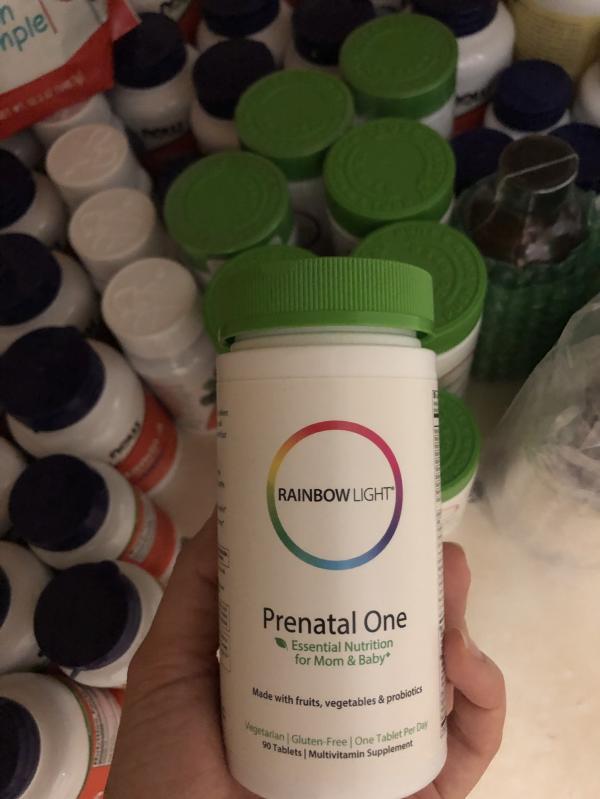 RAINBOW LIGHT®
Prenatal One
Essential Nutrition
for Mom & Baby+
Made with fruits, vegetables & probiotics
Vegetarian | Gluten-Free | One Tablet Per Day
90 Tablets | Multivitamin Supplement
NOW